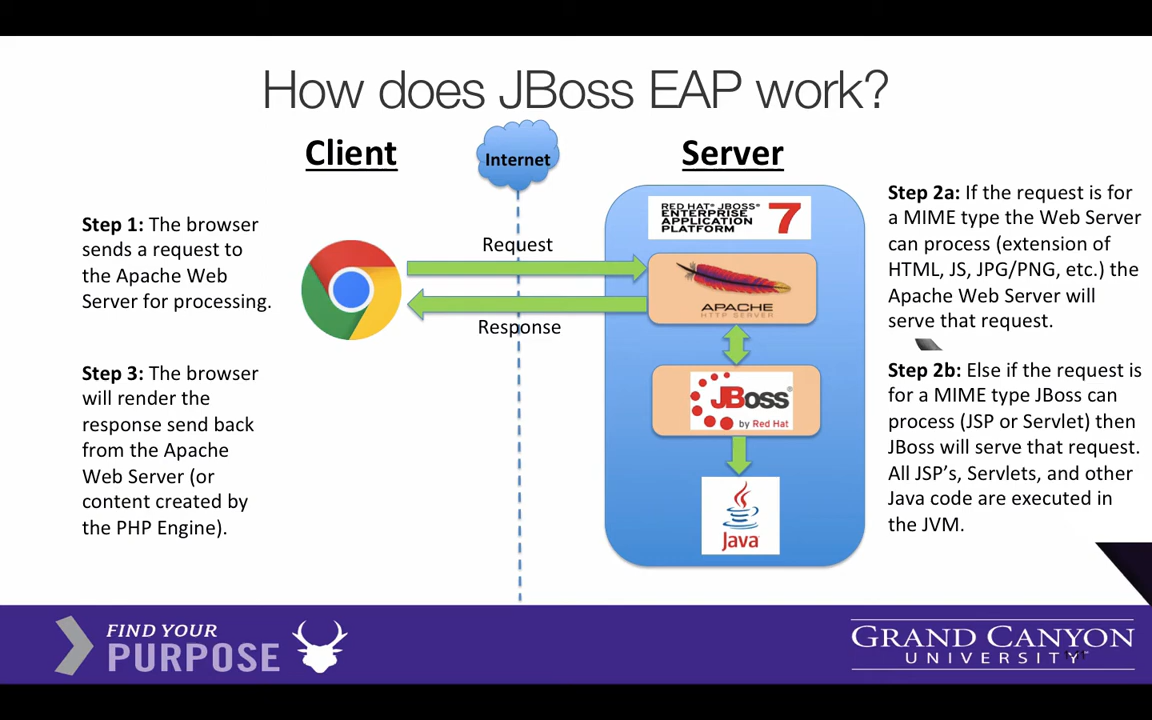 How does JBoss EAP work?
Client
Internet
Server
Step 1: The browser
sends a request to
the Apache Web
Server for processing.
Step 3: The browser
will render the
response send back
from the Apache
Web Server (or
content created by
the PHP Engine).
Request
Response
RED HAT® JBOSS®
ENTERPRISE
APPLICATION
PLATFORM
7
APACHE
HTTP SERVER
JBoss®
by Red Hat
Java
Step 2a: If the request is for
a MIME type the Web Server
can process (extension of
HTML, JS, JPG/PNG, etc.) the
Apache Web Server will
serve that request.
Step 2b: Else if the request is
for a MIME type JBoss can
process (JSP or Servlet) then
JBoss will serve that request.
All JSP's, Servlets, and other
Java code are executed in
the JVM.
FIND YOUR
PURPOSE
GRAND CANYON
UNIVERSITY